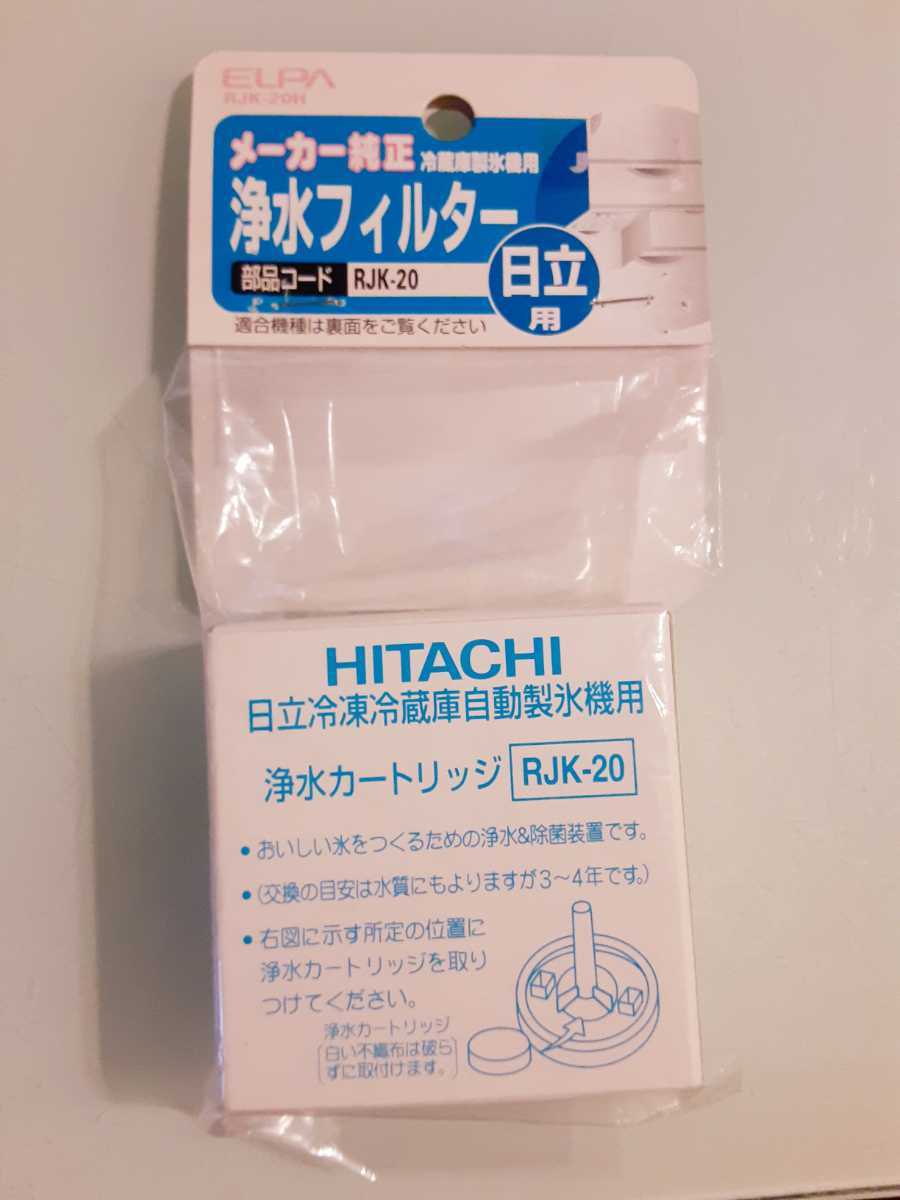 ELPA
RJK-20H
メーカー純正 冷蔵庫製氷機用
浄水フィルター
部品コード RJK-20
日立
用
適合機種は裏面をご覧ください
HITACHI
日立冷凍冷蔵庫自動製氷機用
浄水カートリッジ RJK-20
• おいしい氷をつくるための浄水&除菌装置です。
• (交換の目安は水質にもよりますが3〜4年です。)
• 右図に示す所定の位置に
浄水カートリッジを取り
つけてください。
浄水カートリッジ
白い不織布は破ら
ずに取付けます。